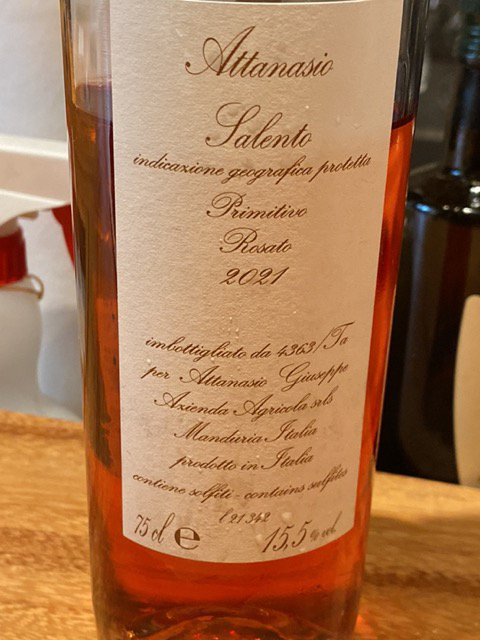 Attanasio
Salento
indicazione geografica protetta
Primitivo
Rosato
2021
imbottigliato da 4363/Ta
per Attanasio Giuseppe
Azienda Agricola srls
Manduria Italia
prodotto in Italia
contiene solfiti - contains sulfites
l 21 342
75 cl e 15,5 % vol.